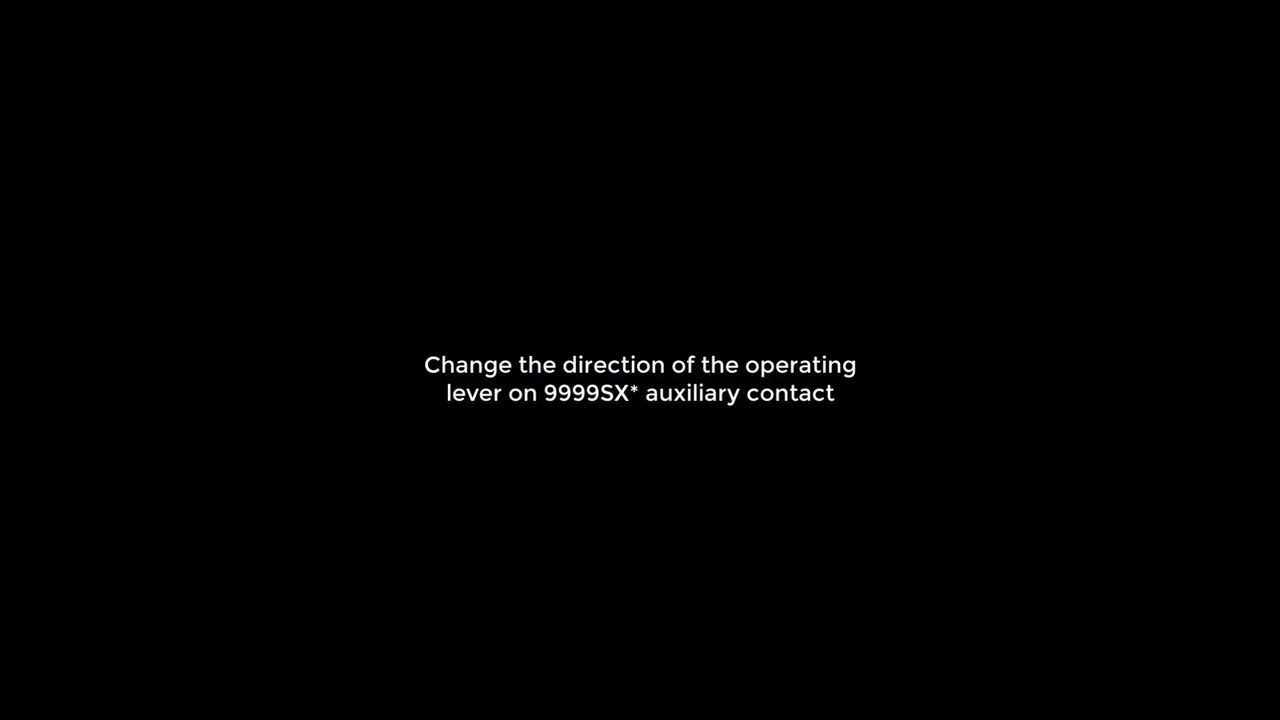 Change the direction of the operating
lever on 9999SX* auxiliary contact